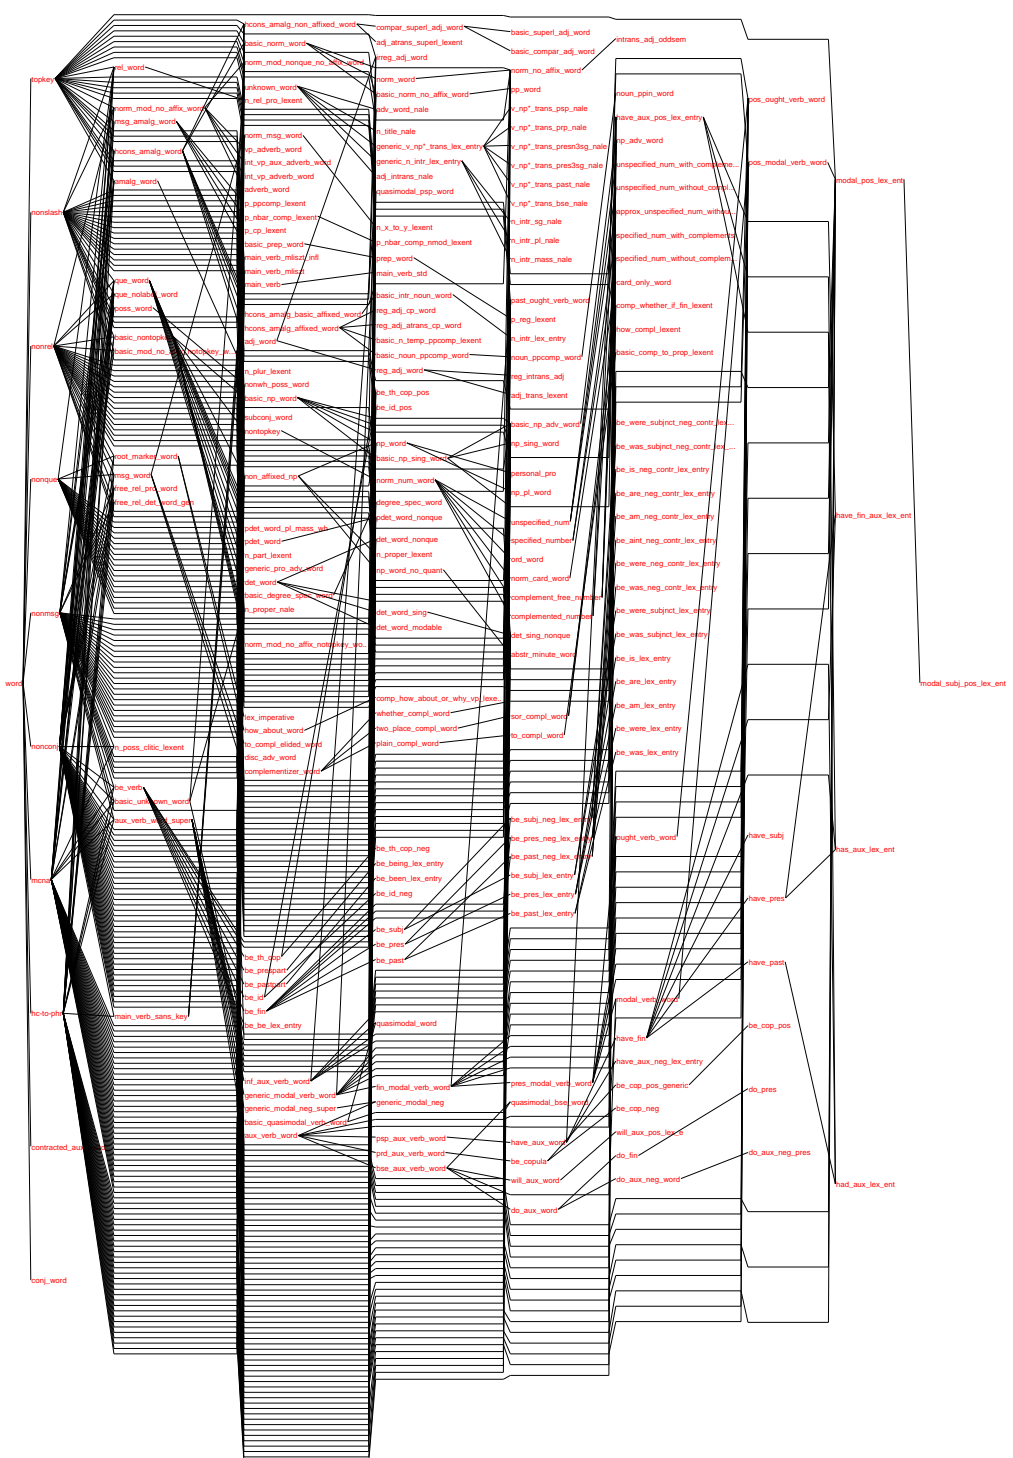 word
topkey
nonslash
nonrel
nonque
nonmsg
nonconj
mcna
hc-to-phr
conj_word
rel_word
norm_mod_no_affix_word
msg_amalg_word
hcons_amalg_word
amalg_word
que_word
que_nolabel_word
poss_word
root_marker_word
msg_word
free_rel_pro_word
free_rel_det_word_gen
n_poss_clitic_lexent
be_verb
basic_unknown_word
main_verb_sans_key
hcons_amalg_non_affixed_word
basic_norm_word
norm_mod_nonque_no_affix_word
unknown_word
n_rel_pro_lexent
norm_msg_word
vp_adverb_word
int_vp_aux_adverb_word
int_vp_adverb_word
adverb_word
p_ppcomp_lexent
p_nbar_comp_lexent
p_cp_lexent
basic_prep_word
main_verb_mliszt_infl
main_verb_mliszt
main_verb
hcons_amalg_basic_affixed_word
hcons_amalg_affixed_word
adj_word
n_plur_lexent
nonwh_poss_word
basic_np_word
subconj_word
nontopkey
non_affixed_np
pdet_word_pl_mass_wh
pdet_word
n_part_lexent
generic_pro_adv_word
det_word
basic_degree_spec_word
n_proper_nale
norm_mod_no_affix_notopkey_wo...
lex_imperative
how_about_word
to_compl_elided_word
disc_adv_word
complementizer_word
be_th_cop
be_prespart
be_pastpart
be_id
be_fin
be_be_lex_entry
inf_aux_verb_word
generic_modal_verb_word
generic_modal_neg_super
basic_quasimodal_verb_word
aux_verb_word
compar_superl_adj_word
adj_atrans_superl_lexent
irreg_adj_word
norm_word
basic_norm_no_affix_word
adv_word_nale
n_title_nale
generic_v_np*_trans_lex_entry
generic_n_intr_lex_entry
adj_intrans_nale
quasimodal_psp_word
n_x_to_y_lexent
p_nbar_comp_nmod_lexent
prep_word
main_verb_std
basic_intr_noun_word
reg_adj_cp_word
reg_adj_atrans_cp_word
basic_n_temp_ppcomp_lexent
basic_noun_ppcomp_word
reg_adj_word
be_th_cop_pos
be_id_pos
np_word
basic_np_sing_word
norm_num_word
degree_spec_word
pdet_word_nonque
det_word_nonque
n_proper_lexent
np_word_no_quant
det_word_sing
det_word_modable
comp_how_about_or_why_vp_lexe...
whether_compl_word
two_place_compl_word
plain_compl_word
be_th_cop_neg
be_being_lex_entry
be_been_lex_entry
be_id_neg
be_subj
be_pres
be_past
quasimodal_word
fin_modal_verb_word
generic_modal_neg
psp_aux_verb_word
prd_aux_verb_word
bse_aux_verb_word
basic_superl_adj_word
basic_compar_adj_word
norm_no_affix_word
pp_word
v_np*_trans_psp_nale
v_np*_trans_prp_nale
v_np*_trans_presn3sg_nale
v_np*_trans_pres3sg_nale
v_np*_trans_past_nale
v_np*_trans_bse_nale
n_intr_sg_nale
n_intr_pl_nale
n_intr_mass_nale
past_ought_verb_word
p_reg_lexent
n_intr_lex_entry
noun_ppcomp_word
reg_intrans_adj
adj_trans_lexent
basic_np_adv_word
np_sing_word
personal_pro
np_pl_word
unspecified_num
specified_number
ord_word
norm_card_word
complement_free_number
complemented_number
det_sing_nonque
abstr_minute_word
sor_compl_word
to_compl_word
be_subj_neg_lex_entry
be_pres_neg_lex_entry
be_past_neg_lex_entry
be_subj_lex_entry
be_pres_lex_entry
be_past_lex_entry
pres_modal_verb_word
quasimodal_bse_word
have_aux_word
be_copula
will_aux_word
do_aux_word
intrans_adj_oddsem
noun_ppin_word
have_aux_pos_lex_entry
np_adv_word
unspecified_num_with_compleme...
unspecified_num_without_compl...
approx_unspecified_num_withou...
specified_num_with_complements
specified_num_without_complem...
card_only_word
comp_whether_if_fin_lexent
how_compl_lexent
basic_comp_to_prop_lexent
be_were_subjnct_neg_contr_lex...
be_was_subjnct_neg_contr_lex_...
be_is_neg_contr_lex_entry
be_are_neg_contr_lex_entry
be_am_neg_contr_lex_entry
be_aint_neg_contr_lex_entry
be_were_neg_contr_lex_entry
be_was_neg_contr_lex_entry
be_were_subjnct_lex_entry
be_was_subjnct_lex_entry
be_is_lex_entry
be_are_lex_entry
be_am_lex_entry
be_were_lex_entry
be_was_lex_entry
ought_verb_word
modal_verb_word
have_fin
have_aux_neg_lex_entry
be_cop_pos_generic
be_cop_neg
will_aux_pos_lex_e
do_fin
do_aux_neg_word
pos_ought_verb_word
pos_modal_verb_word
have_subj
have_pres
have_past
be_cop_pos
do_pres
do_aux_neg_pres
modal_pos_lex_ent
have_fin_aux_lex_ent
has_aux_lex_ent
had_aux_lex_ent
modal_subj_pos_lex_ent